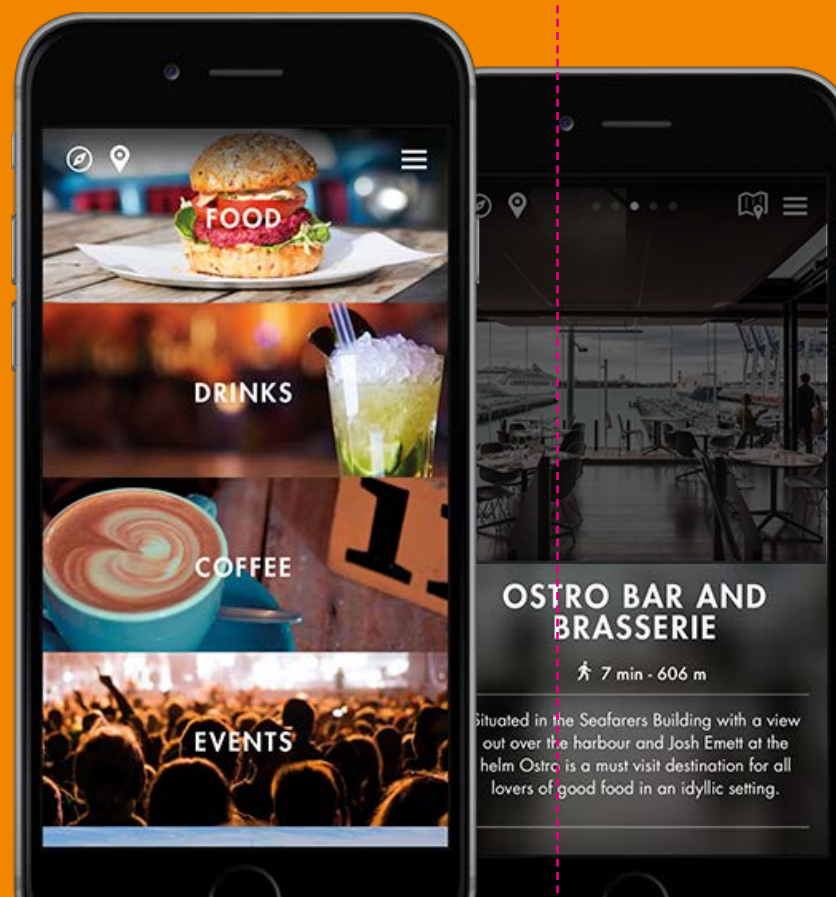 FOOD
DRINKS
COFFEE
EVENTS
OSTRO BAR AND
BRASSERIE
7 min - 606 m
Situated in the Seafarers Building with a view
out over the harbour and Josh Emett at the
helm Ostro is a must visit destination for all
lovers of good food in an idyllic setting.